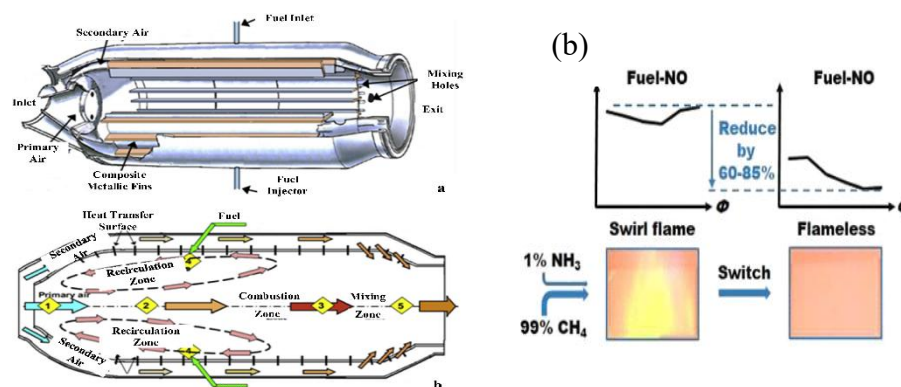 Fuel Inlet
Secondary Air
Mixing
Holes
Inlet
Exit
Primary
Air
Composite
Metallic Fins
Fuel
Injector
a
Heat Transfer
Surface
Fuel
Secondary
Air
Recirculation
Zone
4
Primary air
1
2
Combustion
Zone
3
Mixing
Zone
5
Recirculation
Zone
4
Secondary
Air
b
(b)
Fuel-NO
Fuel-NO
Reduce
by
60-85%
Φ
Swirl flame
Flameless
1% NH3
Switch
99% CH4